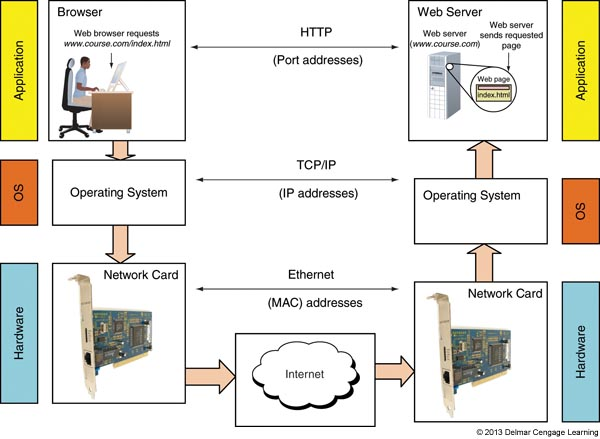 Browser
Web browser requests
www.course.com/index.html
HTTP
(Port addresses)
Web Server
Web server
(www.course.com)
Web server
sends requested
page
Web page
index.html
Application
Application
OS
Operating System
TCP/IP
(IP addresses)
Operating System
OS
Hardware
Network Card
Ethernet
(MAC) addresses
Network Card
Hardware
Internet
© 2013 Delmar Cengage Learning